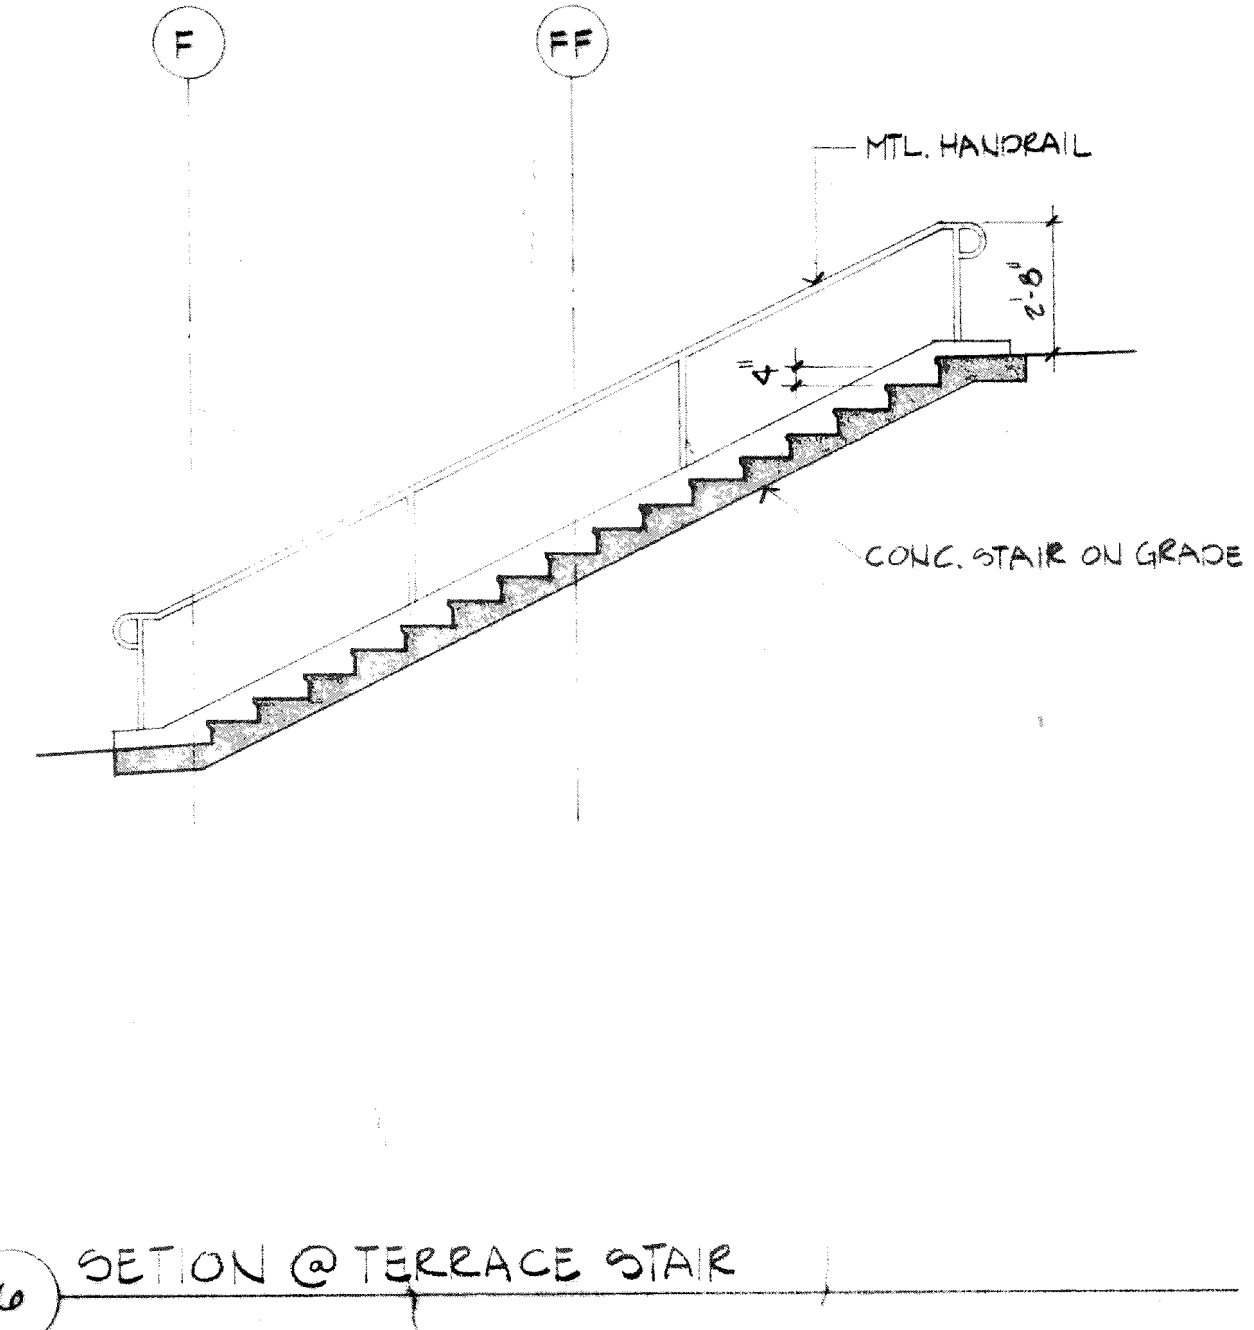 F
FF
MTL. HANDRAIL
2'-8"
4"
CONC. STAIR ON GRADE
6
SETION @ TERRACE STAIR